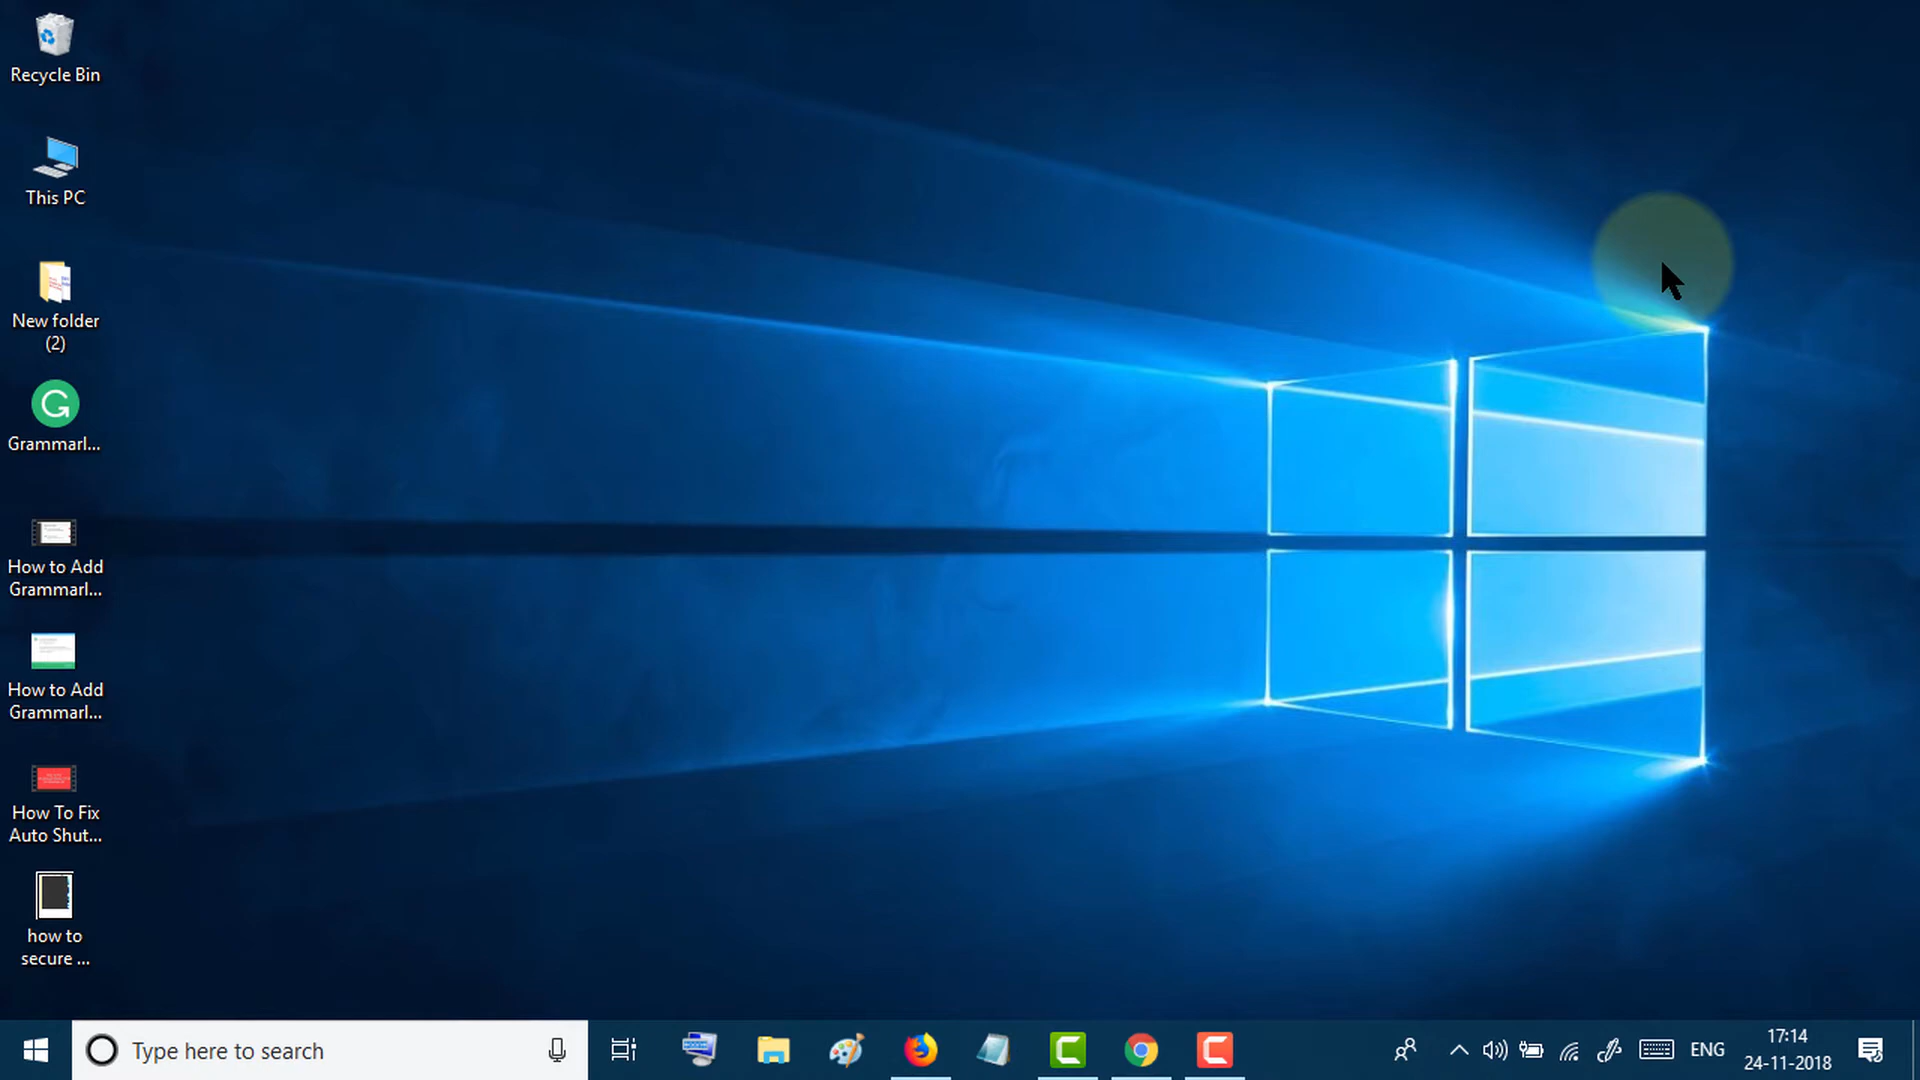 Recycle Bin
This PC
New folder
(2)
Grammarl...
How to Add
Grammarl...
How to Add
Grammarl...
How To Fix
Auto Shut...
how to
secure ...
Type here to search
ENG
17:14
24-11-2018